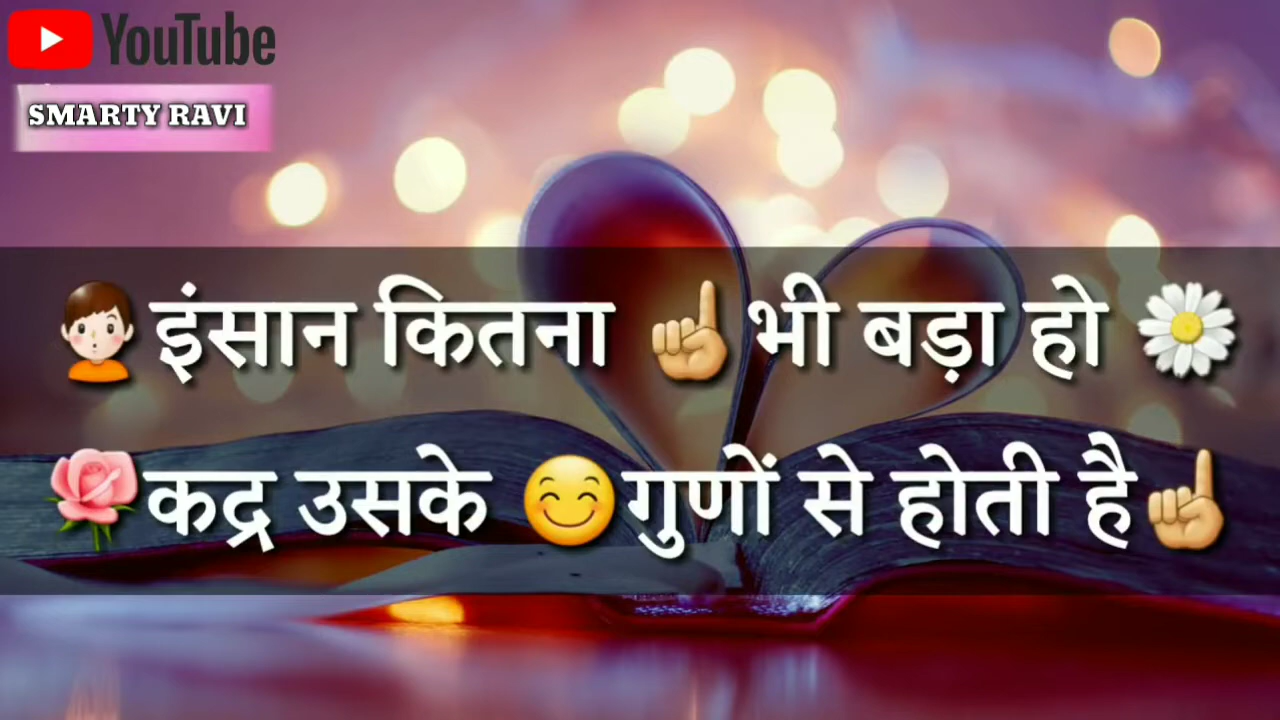 YouTube
SMARTY RAVI
इंसान कितना ☝भी बड़ा हो
कद्र उसके 😊गुणों से होती है☝